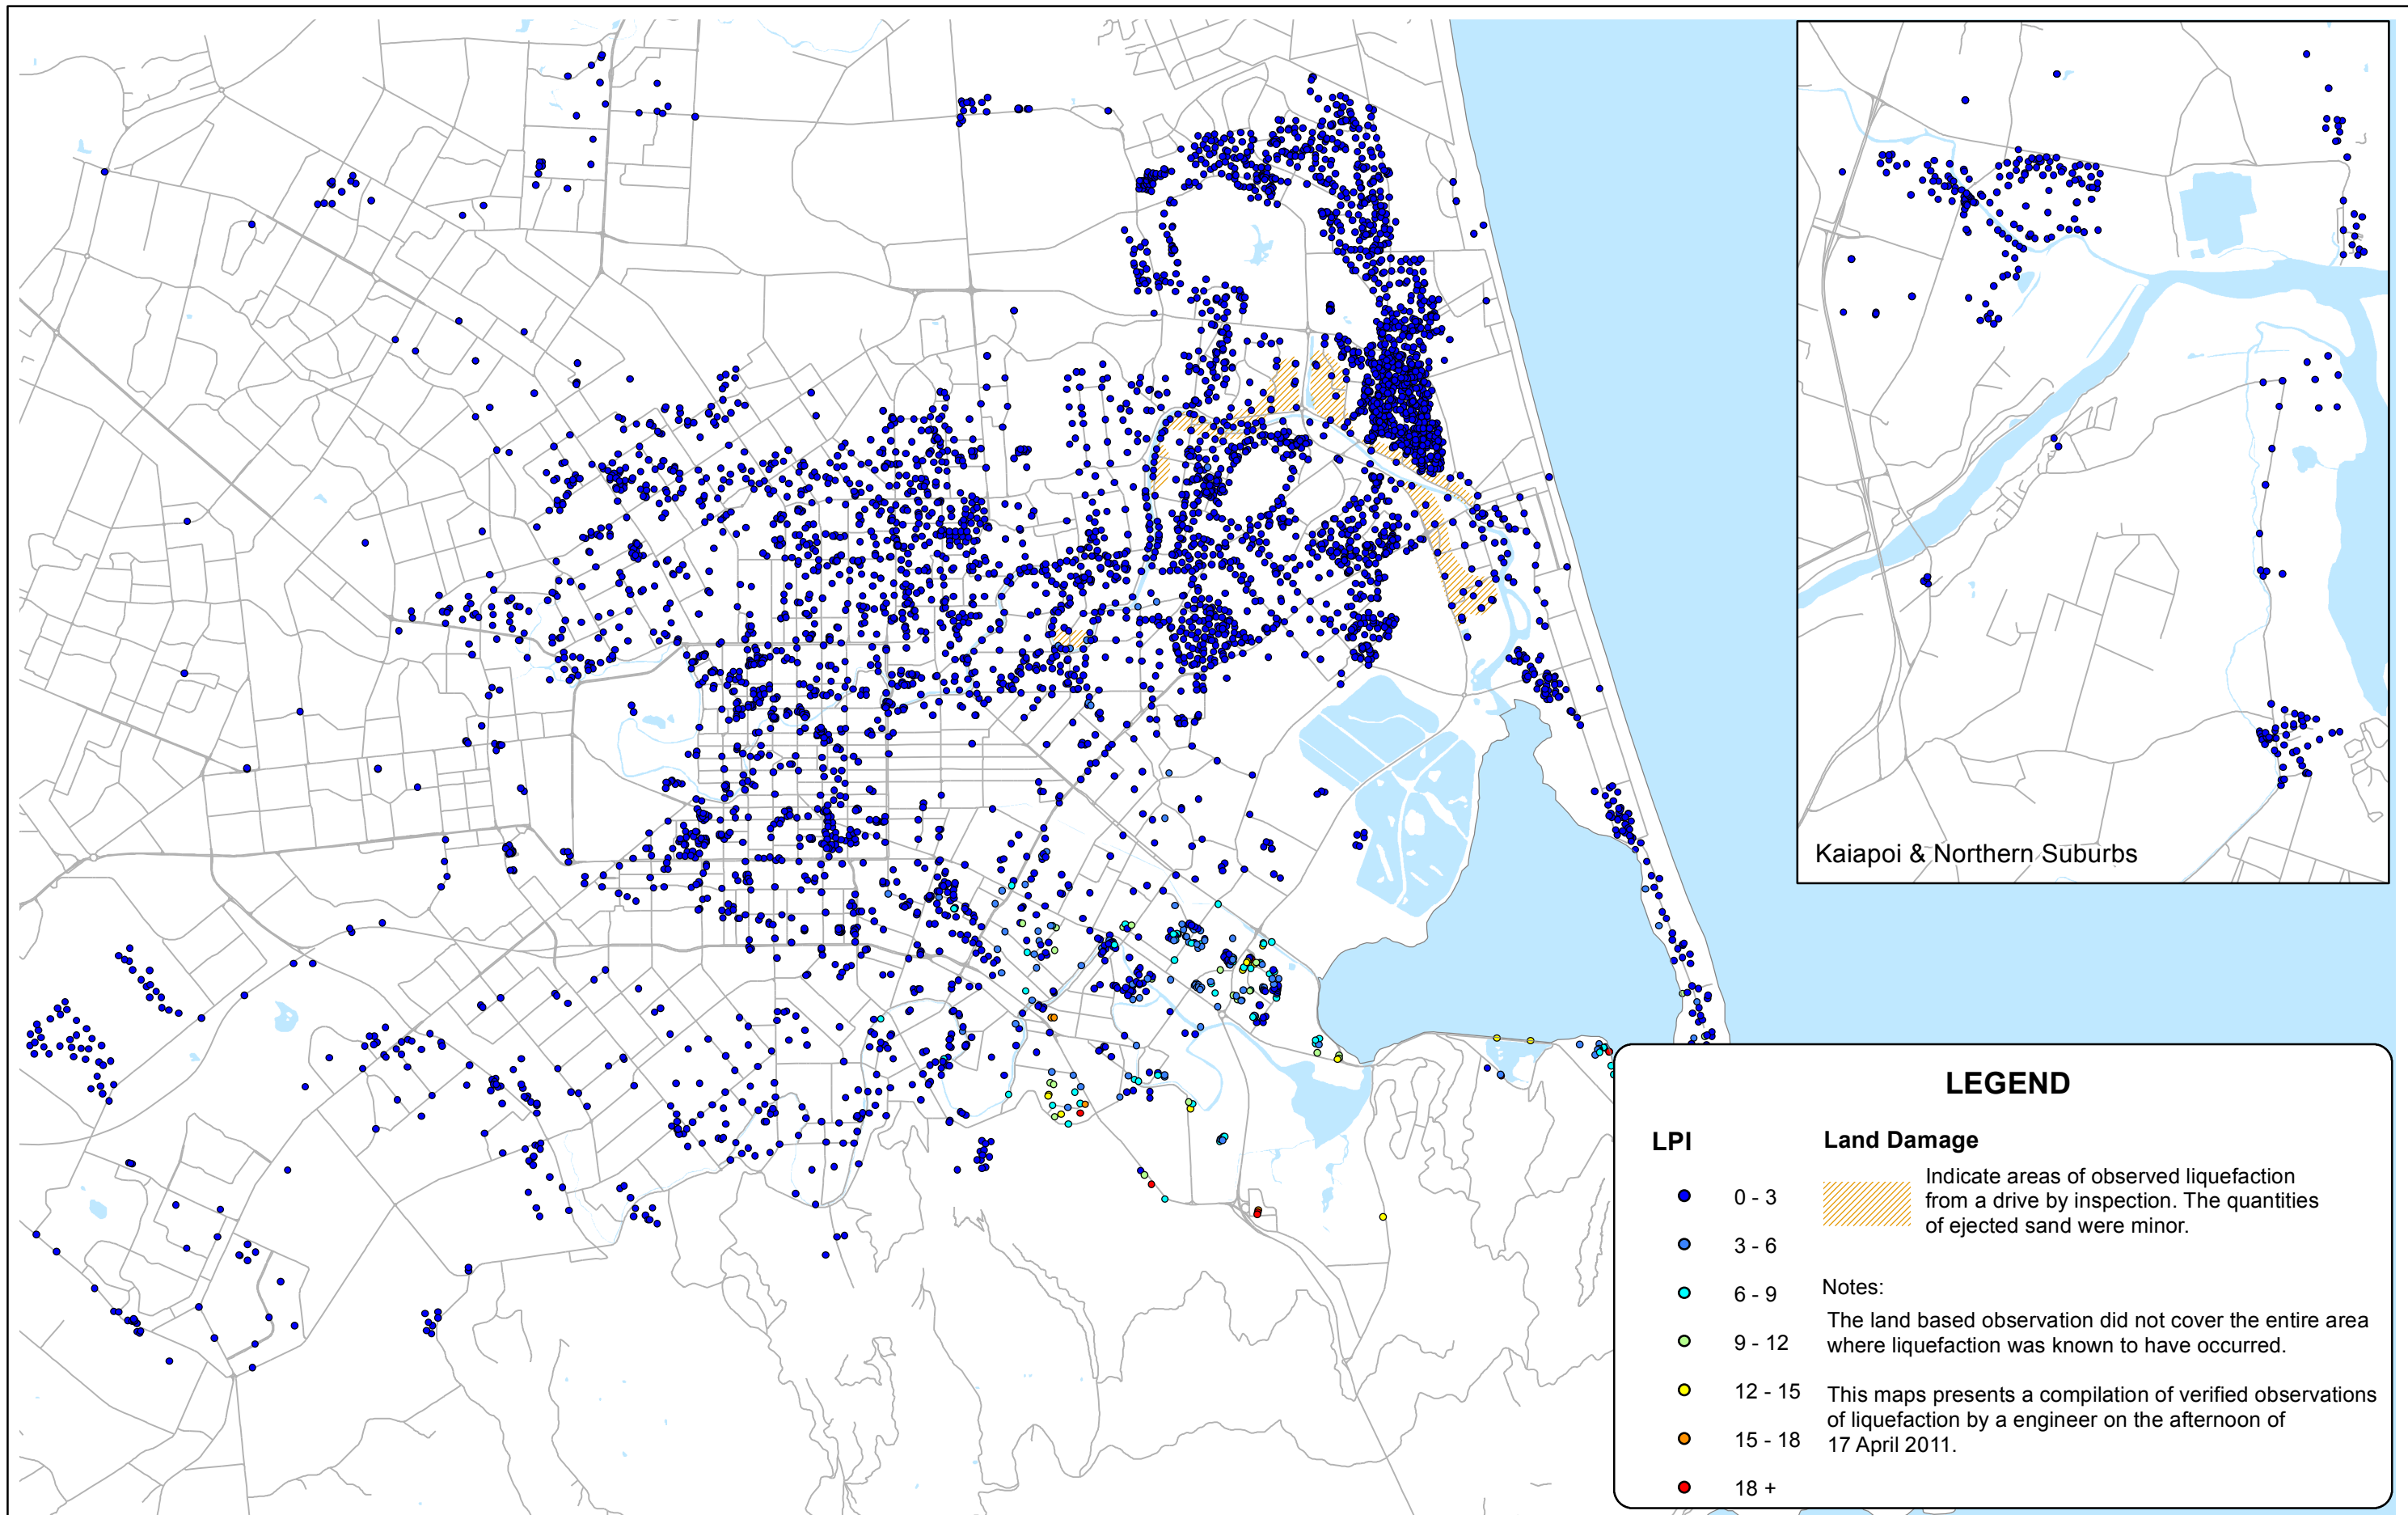 Kaiapoi & Northern Suburbs
LEGEND
LPI
0 - 3
3 - 6
6 - 9
9 - 12
12 - 15
15 - 18
18 +
Land Damage
Indicate areas of observed liquefaction
from a drive by inspection. The quantities
of ejected sand were minor.
Notes:
The land based observation did not cover the entire area
where liquefaction was known to have occurred.
This maps presents a compilation of verified observations
of liquefaction by a engineer on the afternoon of
17 April 2011.